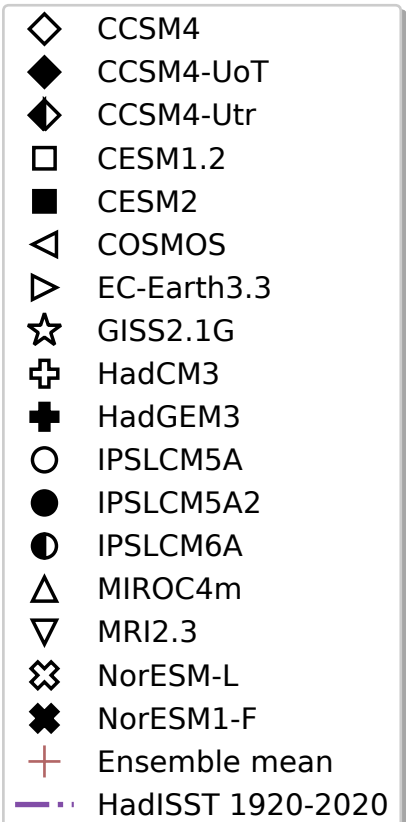 CCSM4
CCSM4-UoT
CCSM4-Utr
CESM1.2
CESM2
COSMOS
EC-Earth3.3
GISS2.1G
HadCM3
HadGEM3
IPSLCM5A
IPSLCM5A2
IPSLCM6A
MIROC4m
MRI2.3
NorESM-L
NorESM1-F
Ensemble mean
HadISST 1920-2020